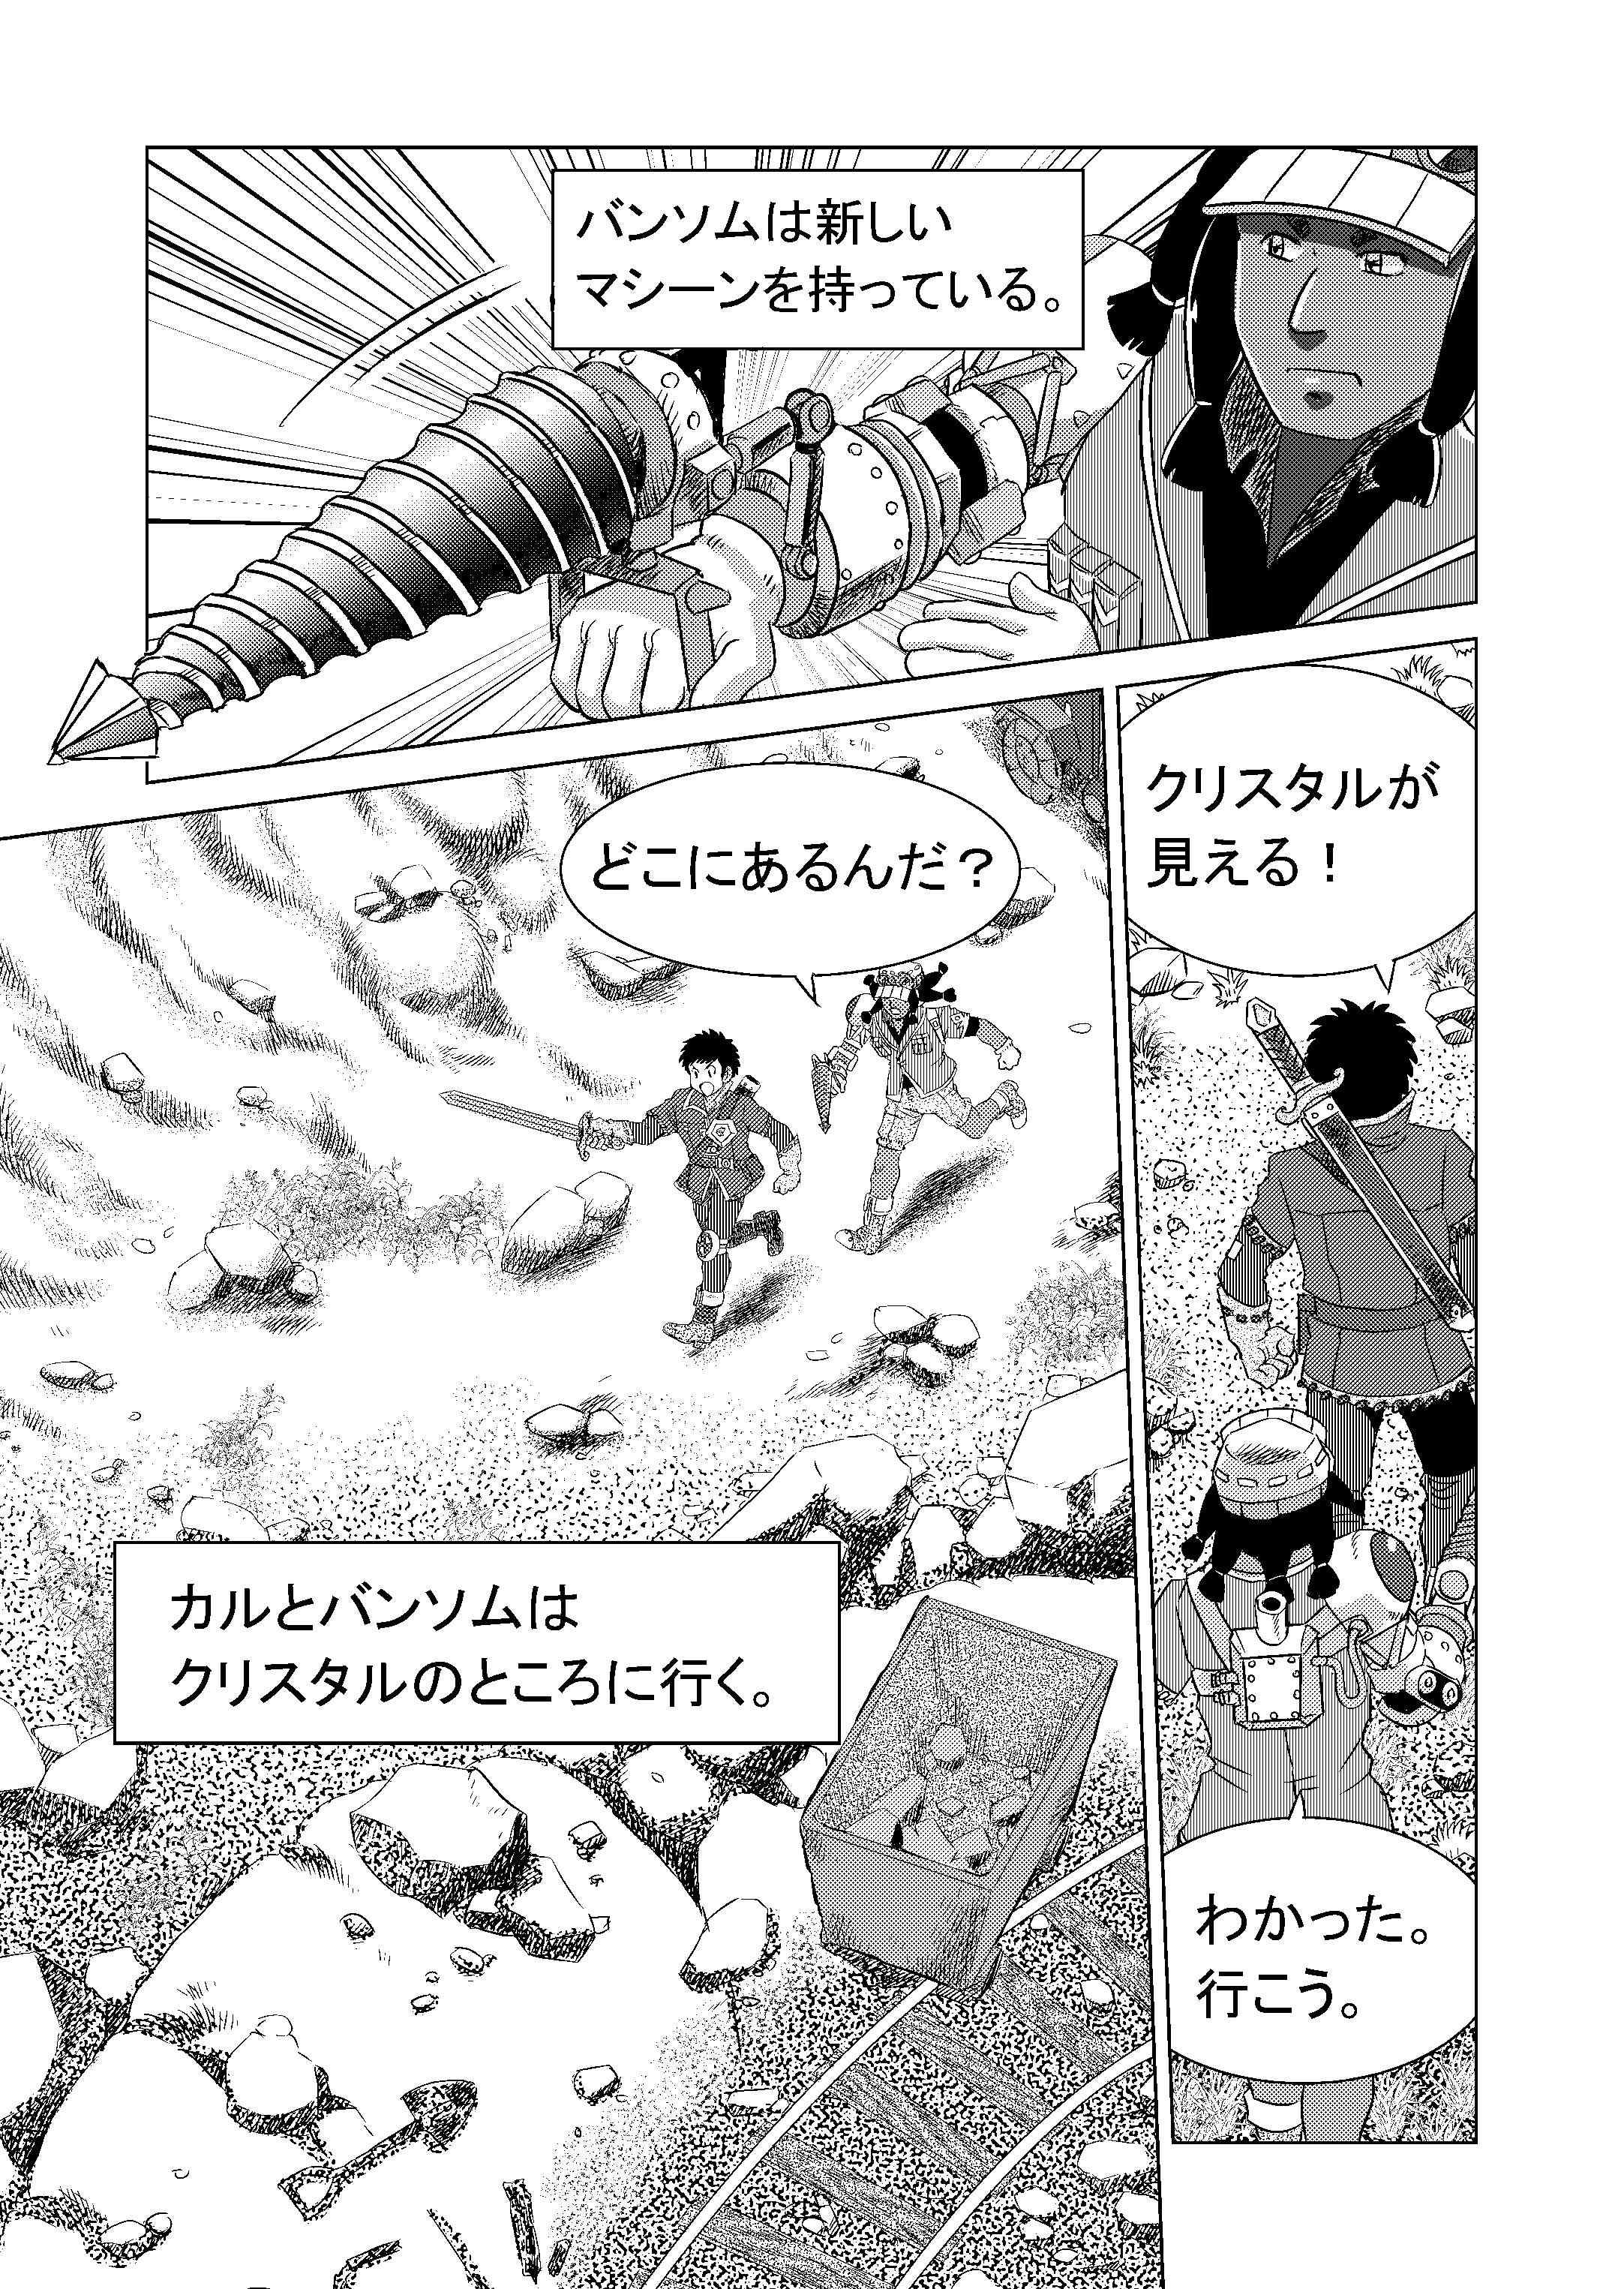 バンソムは新しい
マシーンを持っている。
クリスタルが
見える！
わかった。
行こう。
どこにあるんだ？
カルとバンソムは
クリスタルのところに行く。